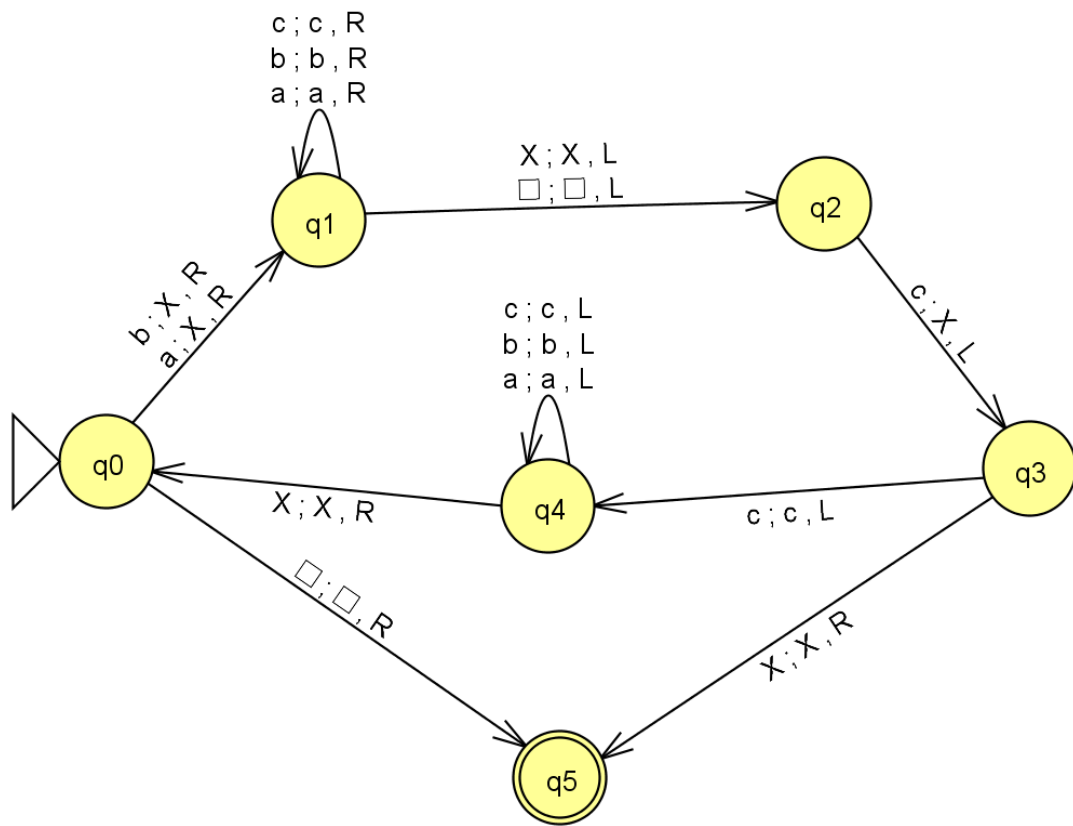 c ; c , R
b ; b , R
a ; a , R
q1
X ; X , L
□ ; □ , L
q2
b ; X , R
a ; X , R
c ; X , L
c ; c , L
b ; b , L
a ; a , L
q0
q3
q4
X ; X , R
c ; c , L
□ ; □ , R
X ; X , R
q5